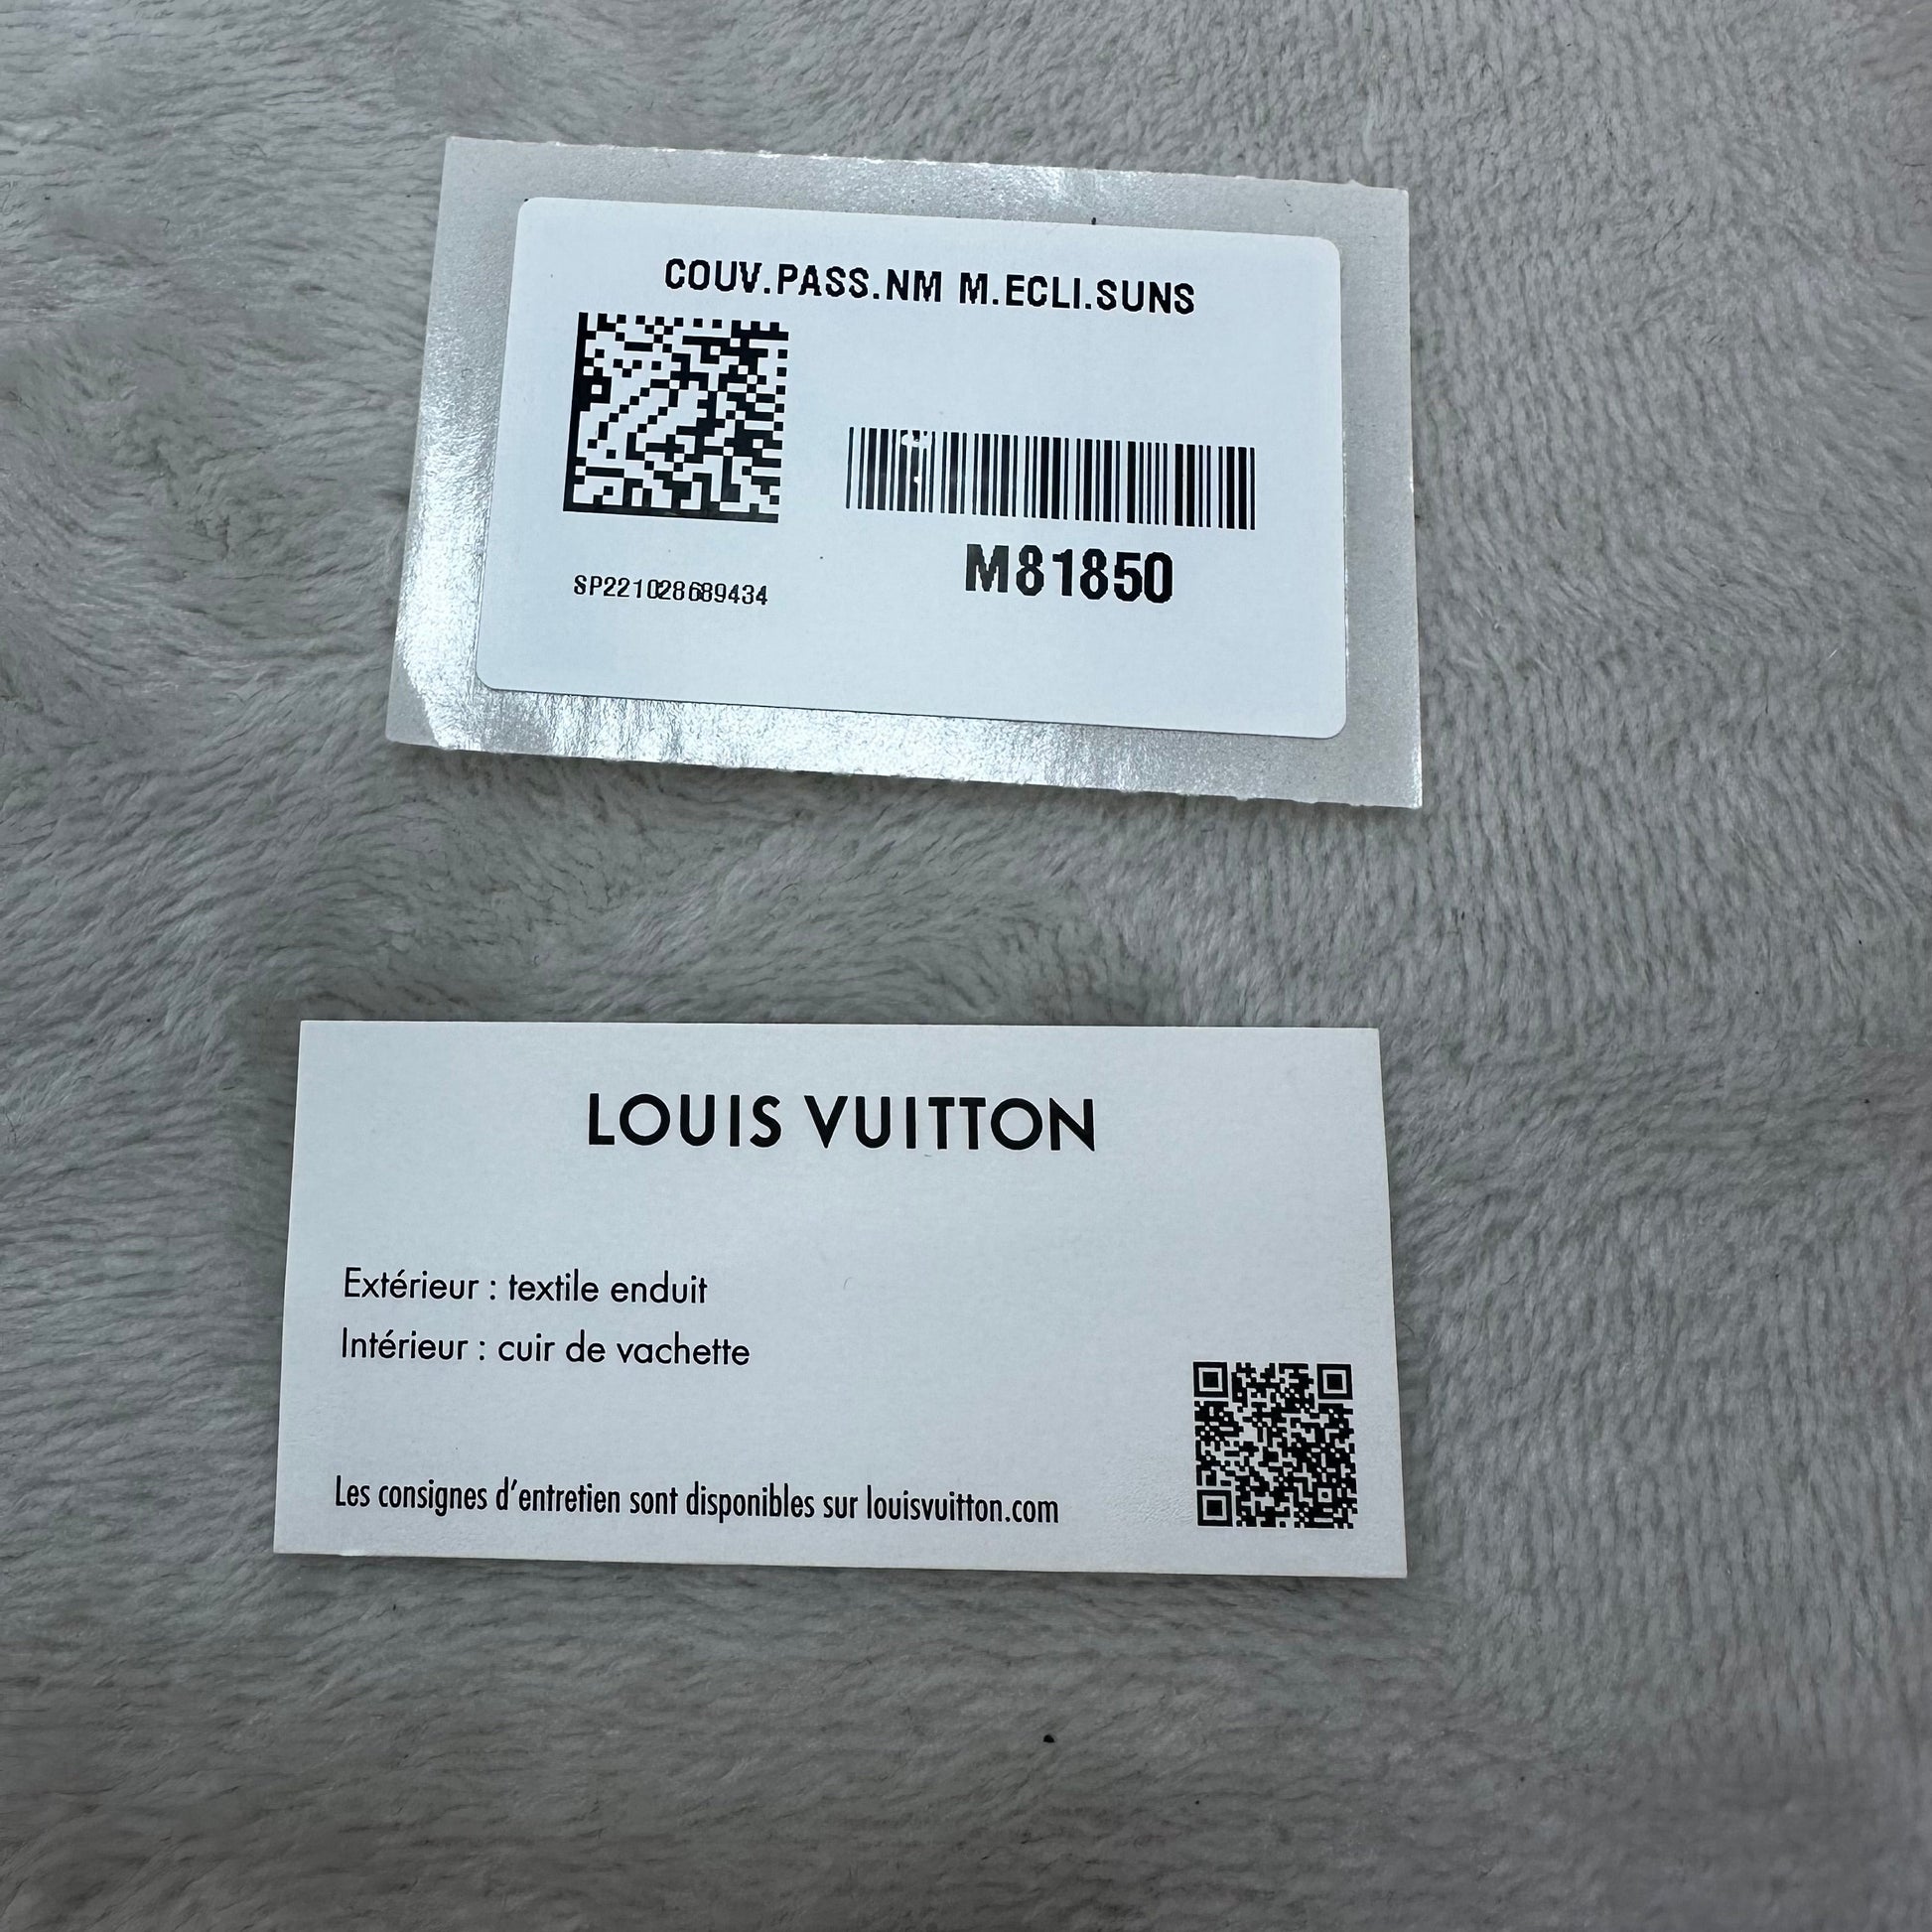 COUV.PASS.NM M.ECLI.SUNS
M81850
SP221028689434
LOUIS VUITTON
Extérieur : textile enduit
Intérieur : cuir de vachette
Les consignes d'entretien sont disponibles sur louisvuitton.com